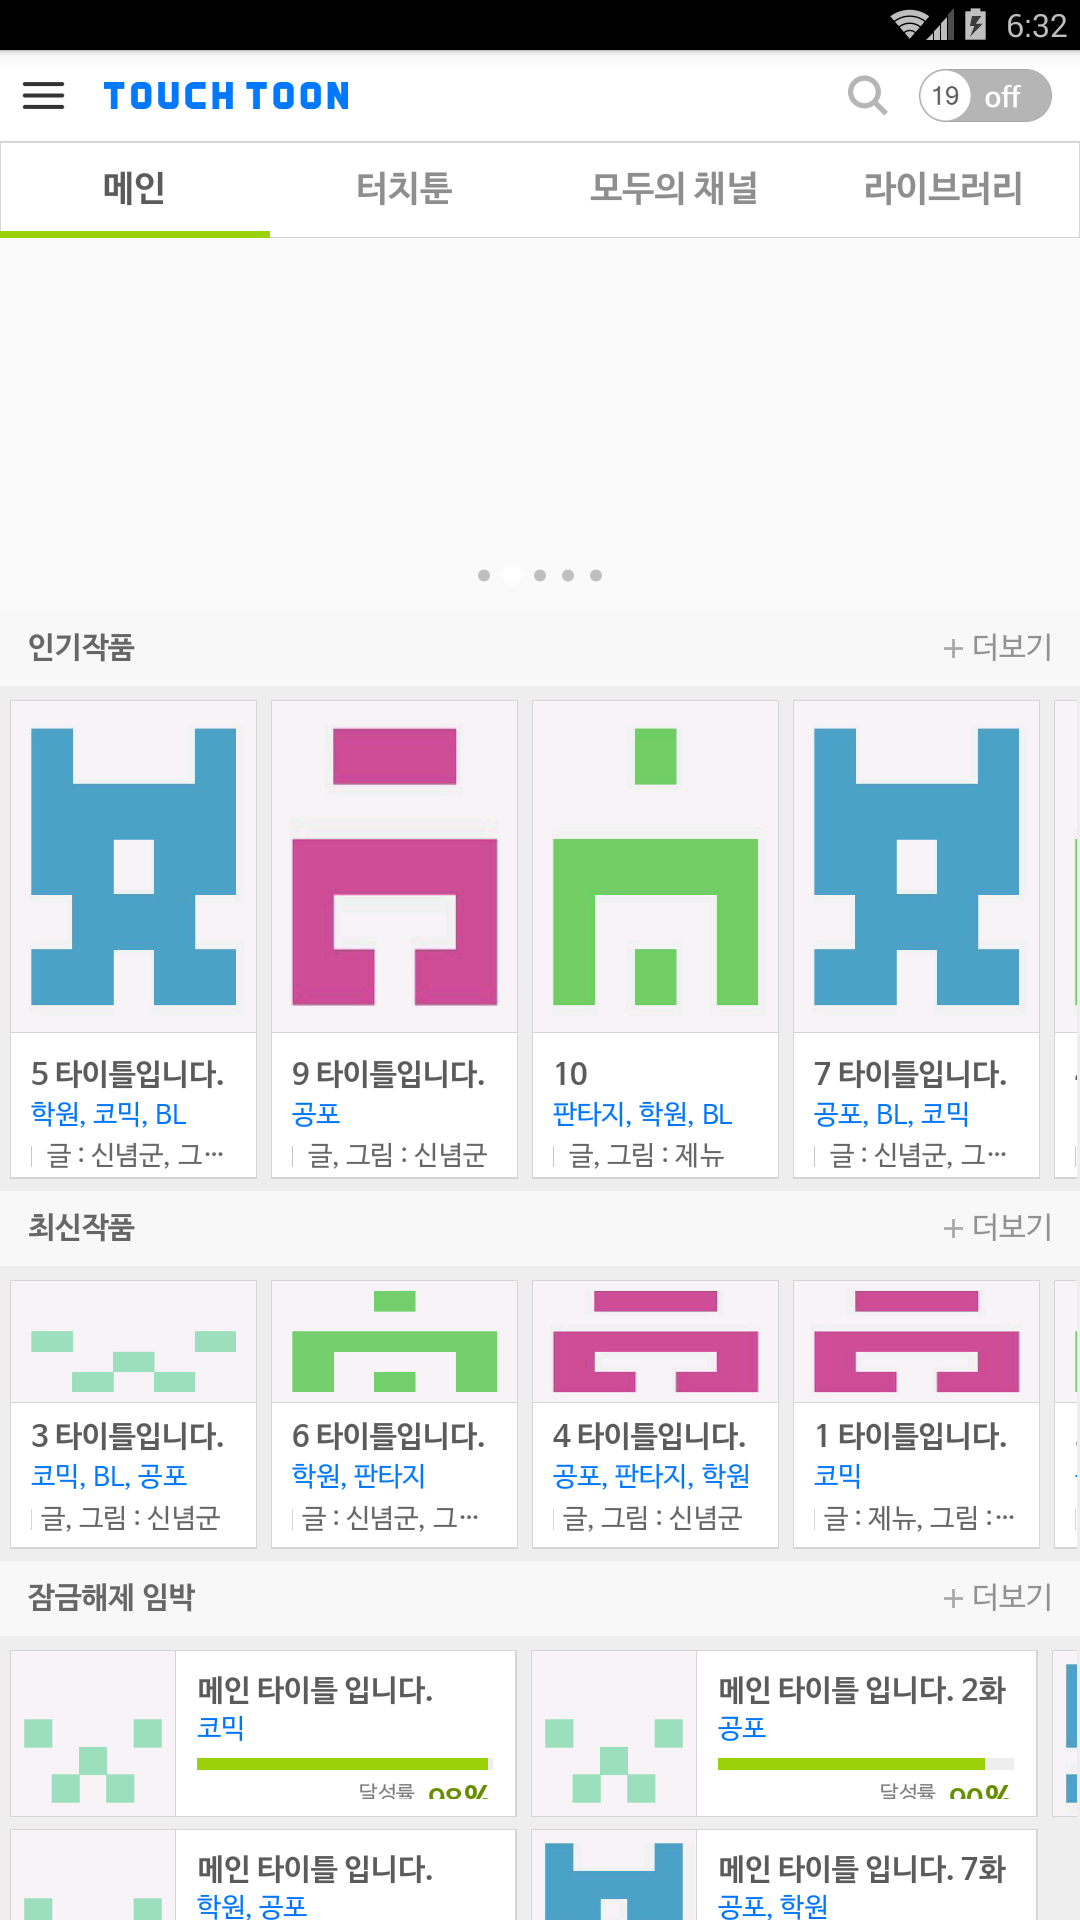 6:32
TOUCH TOON
19 off
메인 터치툰 모두의 채널 라이브러리
인기작품 + 더보기
5 타이틀입니다. 9 타이틀입니다. 10 7 타이틀입니다.
학원, 코믹, BL 공포 판타지, 학원, BL 공포, BL, 코믹
글 : 신념군, 그… 글, 그림 : 신념군 글, 그림 : 제뉴 글 : 신념군, 그…
최신작품 + 더보기
3 타이틀입니다. 6 타이틀입니다. 4 타이틀입니다. 1 타이틀입니다.
코믹, BL, 공포 학원, 판타지 공포, 판타지, 학원 코믹
글, 그림 : 신념군 글 : 신념군, 그… 글, 그림 : 신념군 글 : 제뉴, 그림 :…
잠금해제 임박 + 더보기
메인 타이틀 입니다. 메인 타이틀 입니다. 2화
코믹 공포
달성률 98% 달성률 90%
메인 타이틀 입니다. 메인 타이틀 입니다. 7화
학원, 공포 공포, 학원